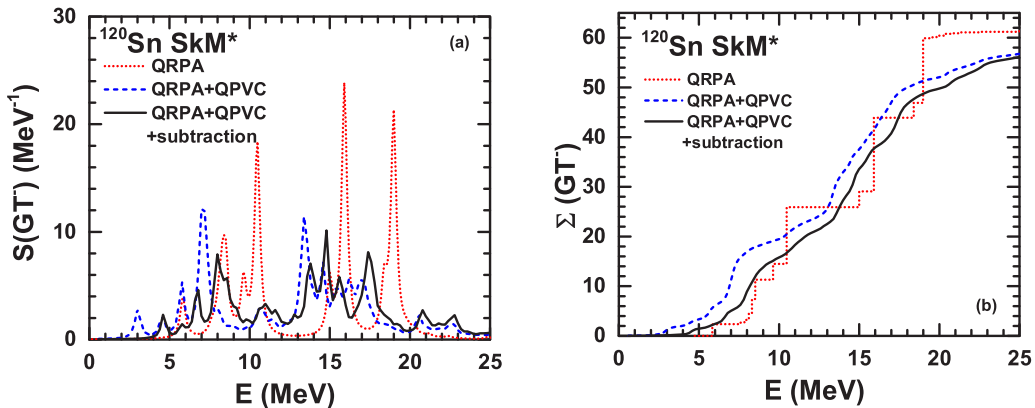 30
20
10
0
S(GT⁻) (MeV⁻¹)
¹²⁰Sn SkM*
(a)
QRPA
QRPA+QPVC
QRPA+QPVC
+subtraction
0 5 10 15 20 25
E (MeV)
60
50
40
30
20
10
0
Σ (GT⁻)
¹²⁰Sn SkM*
QRPA
QRPA+QPVC
QRPA+QPVC
+subtraction
(b)
0 5 10 15 20 25
E (MeV)